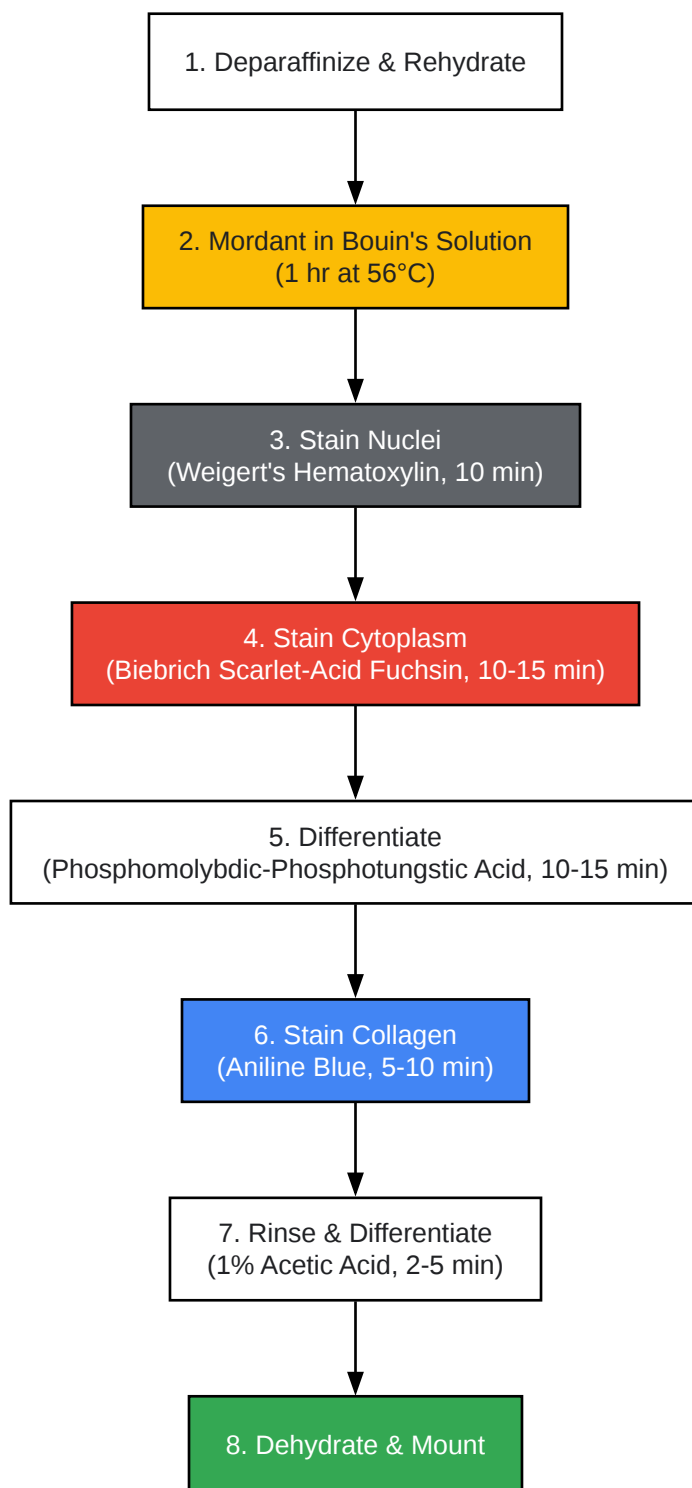 1. Deparaffinize & Rehydrate
2. Mordant in Bouin's Solution
(1 hr at 56°C)
3. Stain Nuclei
(Weigert's Hematoxylin, 10 min)
4. Stain Cytoplasm
(Biebrich Scarlet-Acid Fuchsin, 10-15 min)
5. Differentiate
(Phosphomolybdic-Phosphotungstic Acid, 10-15 min)
6. Stain Collagen
(Aniline Blue, 5-10 min)
7. Rinse & Differentiate
(1% Acetic Acid, 2-5 min)
8. Dehydrate & Mount